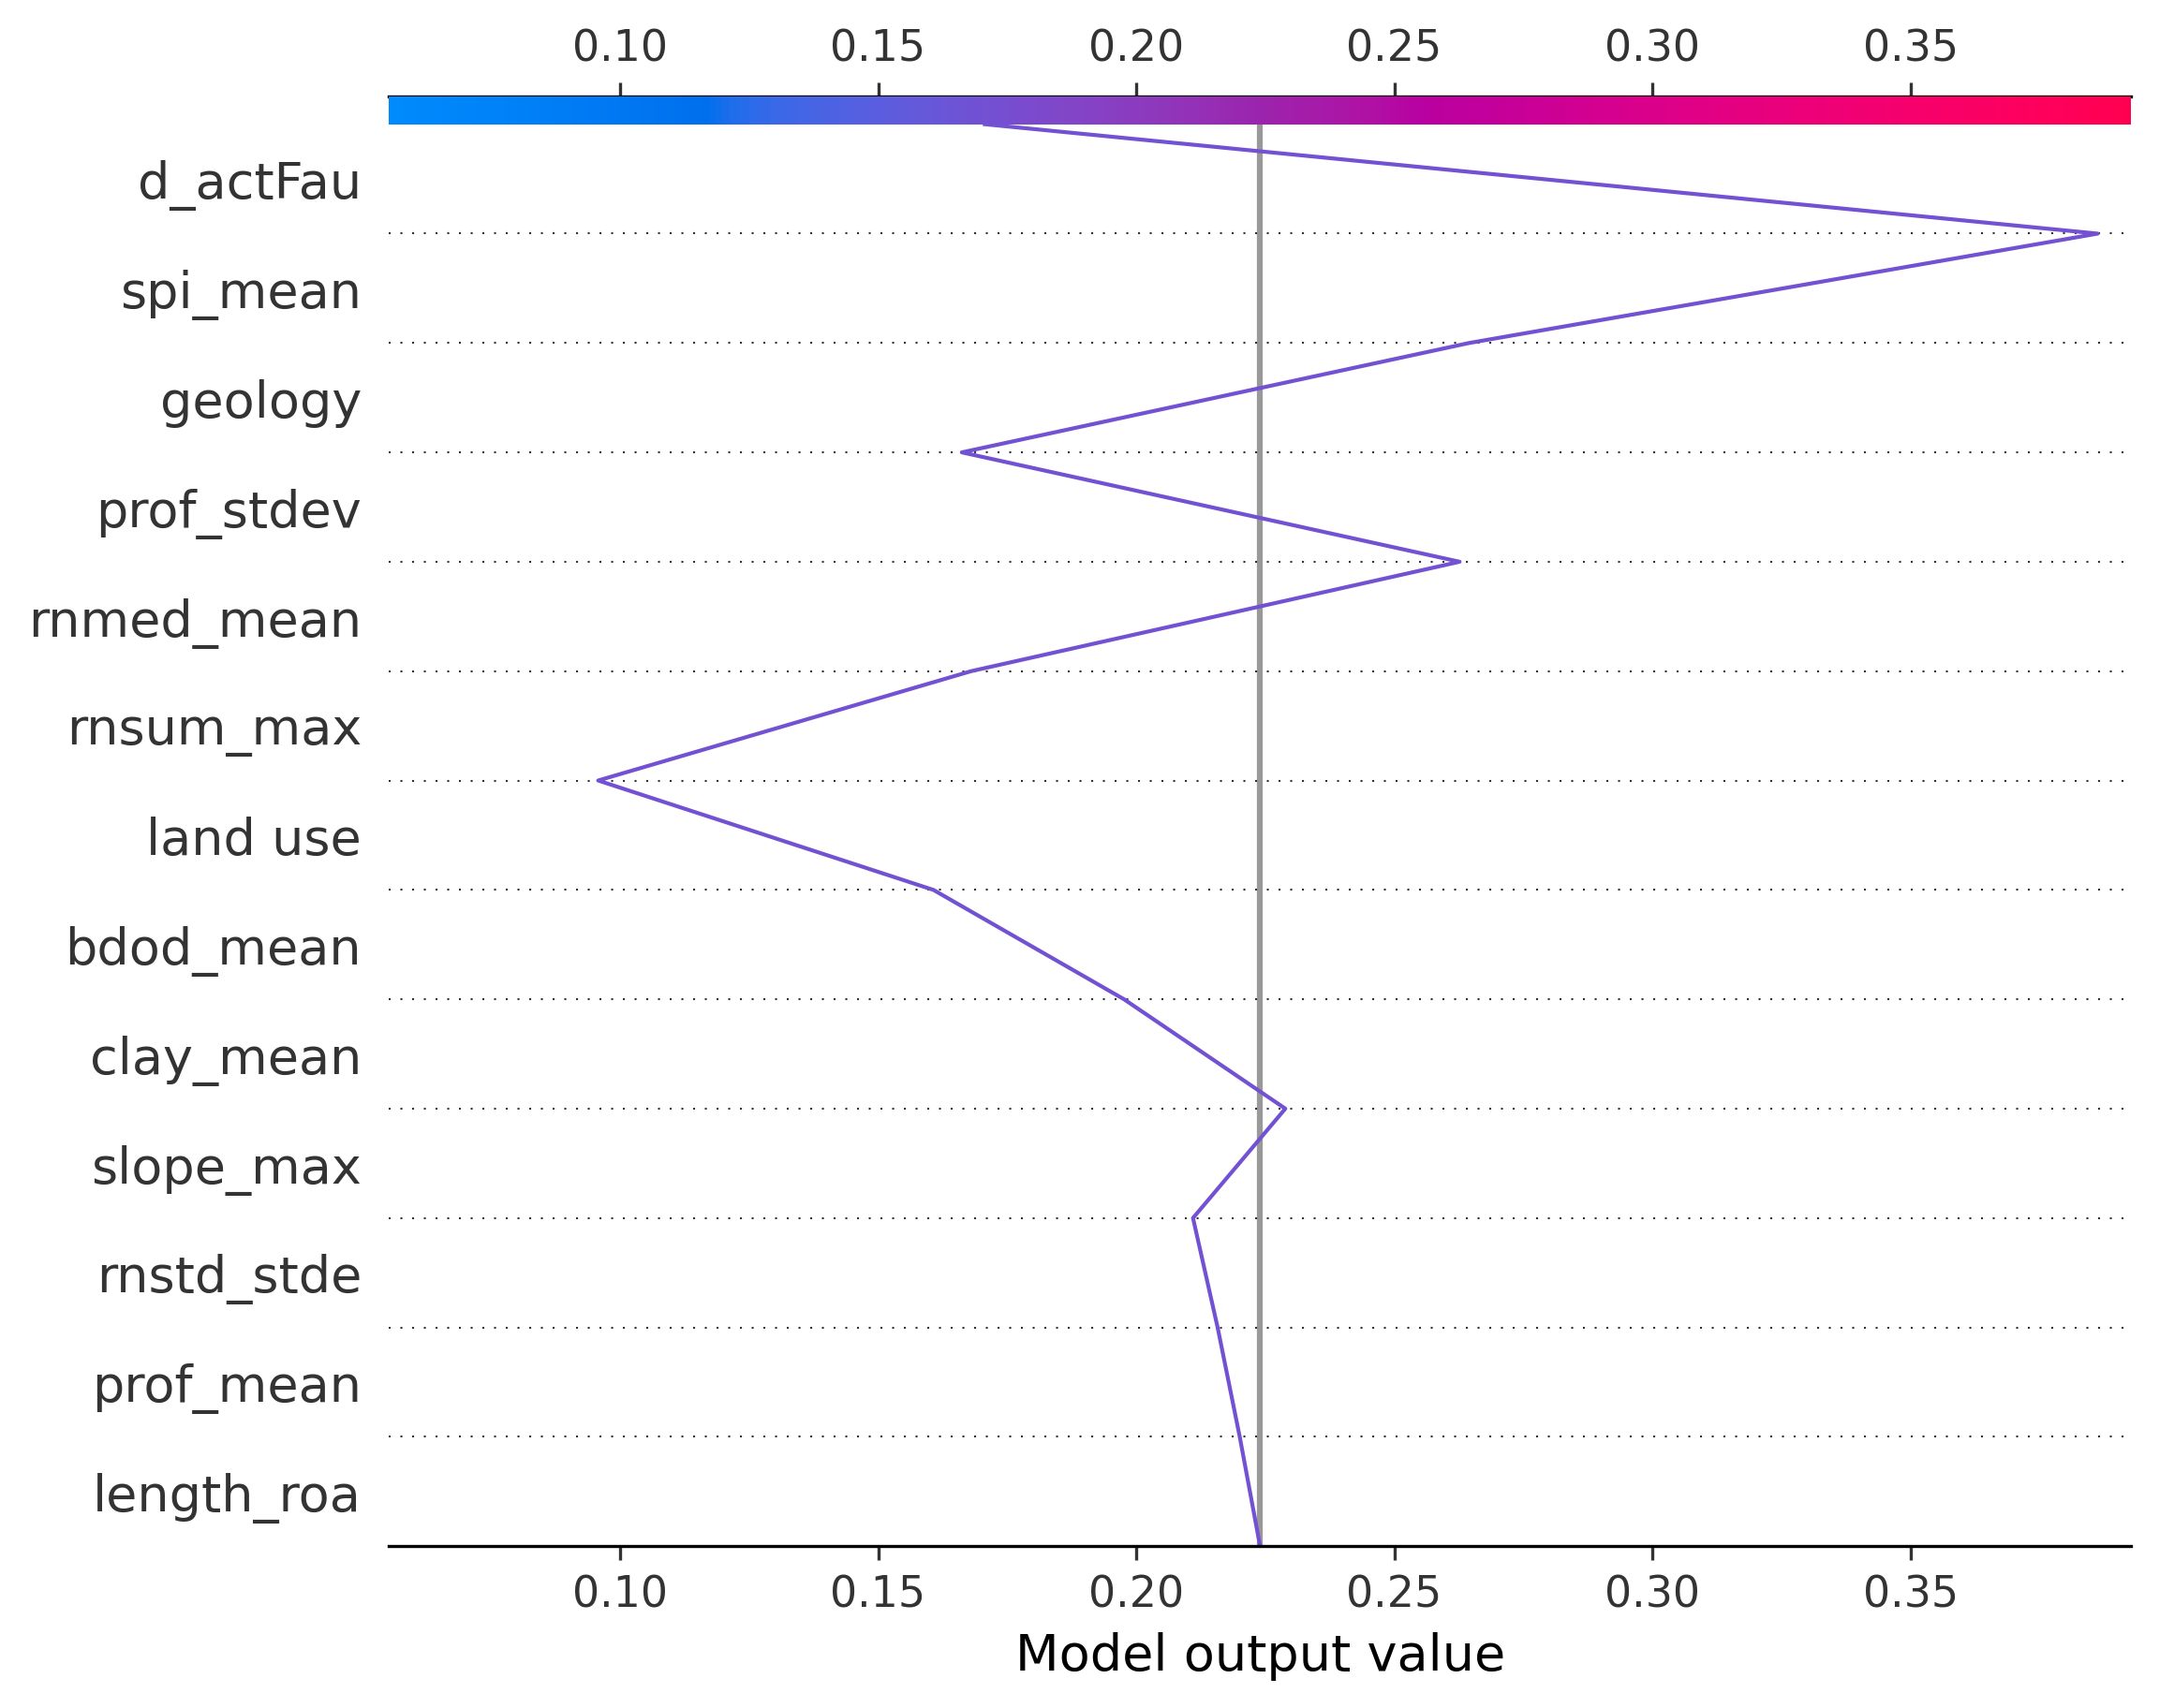 0.10 0.15 0.20 0.25 0.30 0.35
d_actFau
spi_mean
geology
prof_stdev
rnmed_mean
rnsum_max
land use
bdod_mean
clay_mean
slope_max
rnstd_stde
prof_mean
length_roa
0.10 0.15 0.20 0.25 0.30 0.35
Model output value